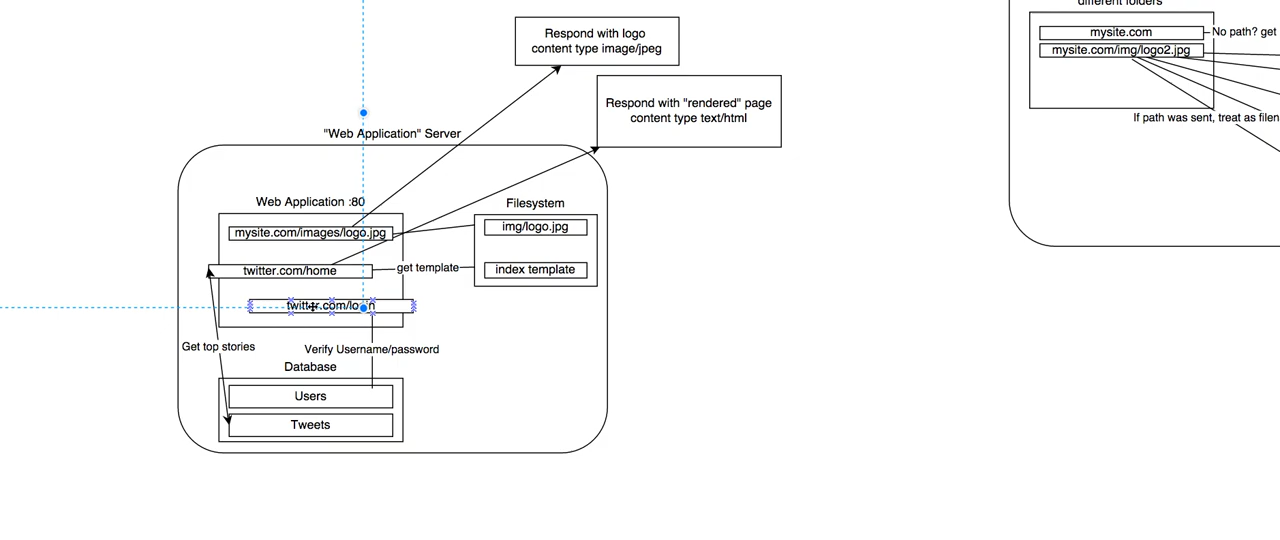 different folders
mysite.com
No path? get
mysite.com/img/logo2.jpg
If path was sent, treat as filen
Respond with logo
content type image/jpeg
Respond with "rendered" page
content type text/html
"Web Application" Server
Web Application :80
Filesystem
mysite.com/images/logo.jpg
img/logo.jpg
twitter.com/home
get template
index template
twitter.com/login
Get top stories
Verify Username/password
Database
Users
Tweets